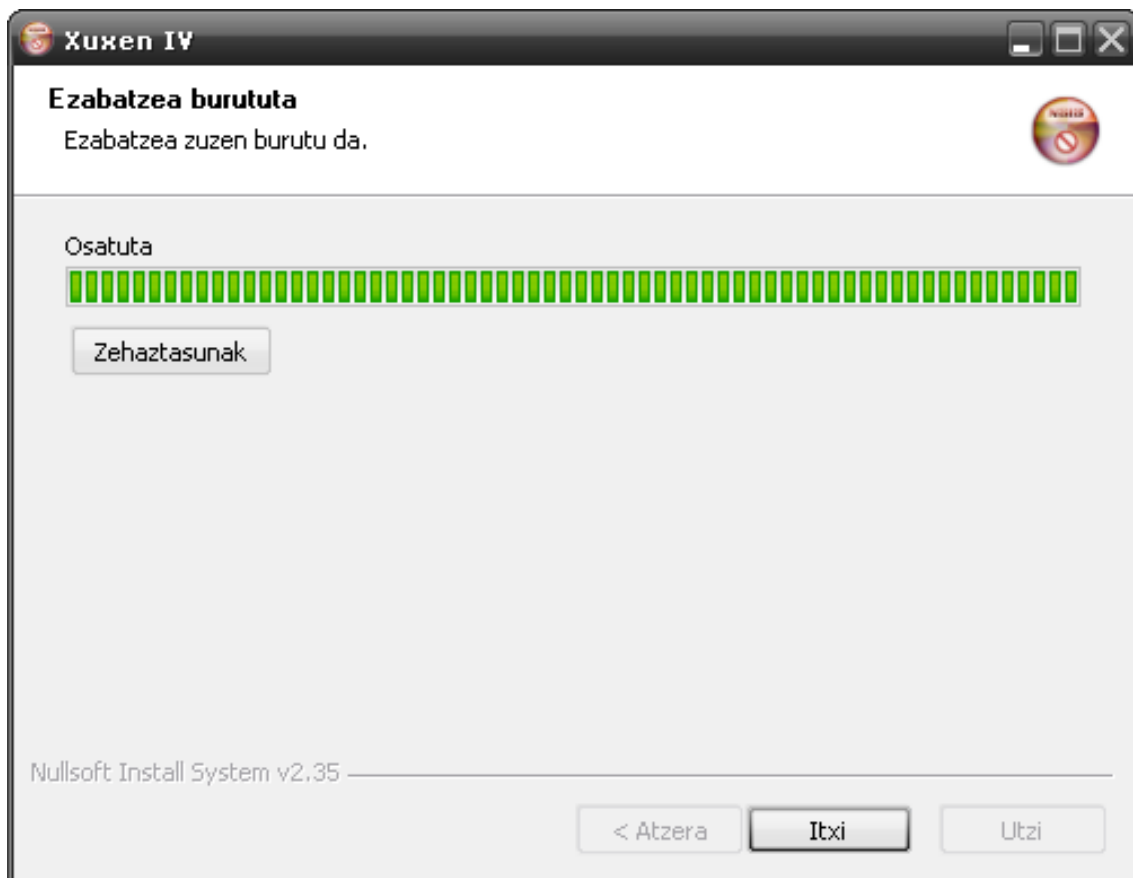 Xuxen IV
Ezabatzea burututa
Ezabatzea zuzen burutu da.
Osatuta
Zehaztasunak
Nullsoft Install System v2.35
< Atzera
Itxi
Utzi